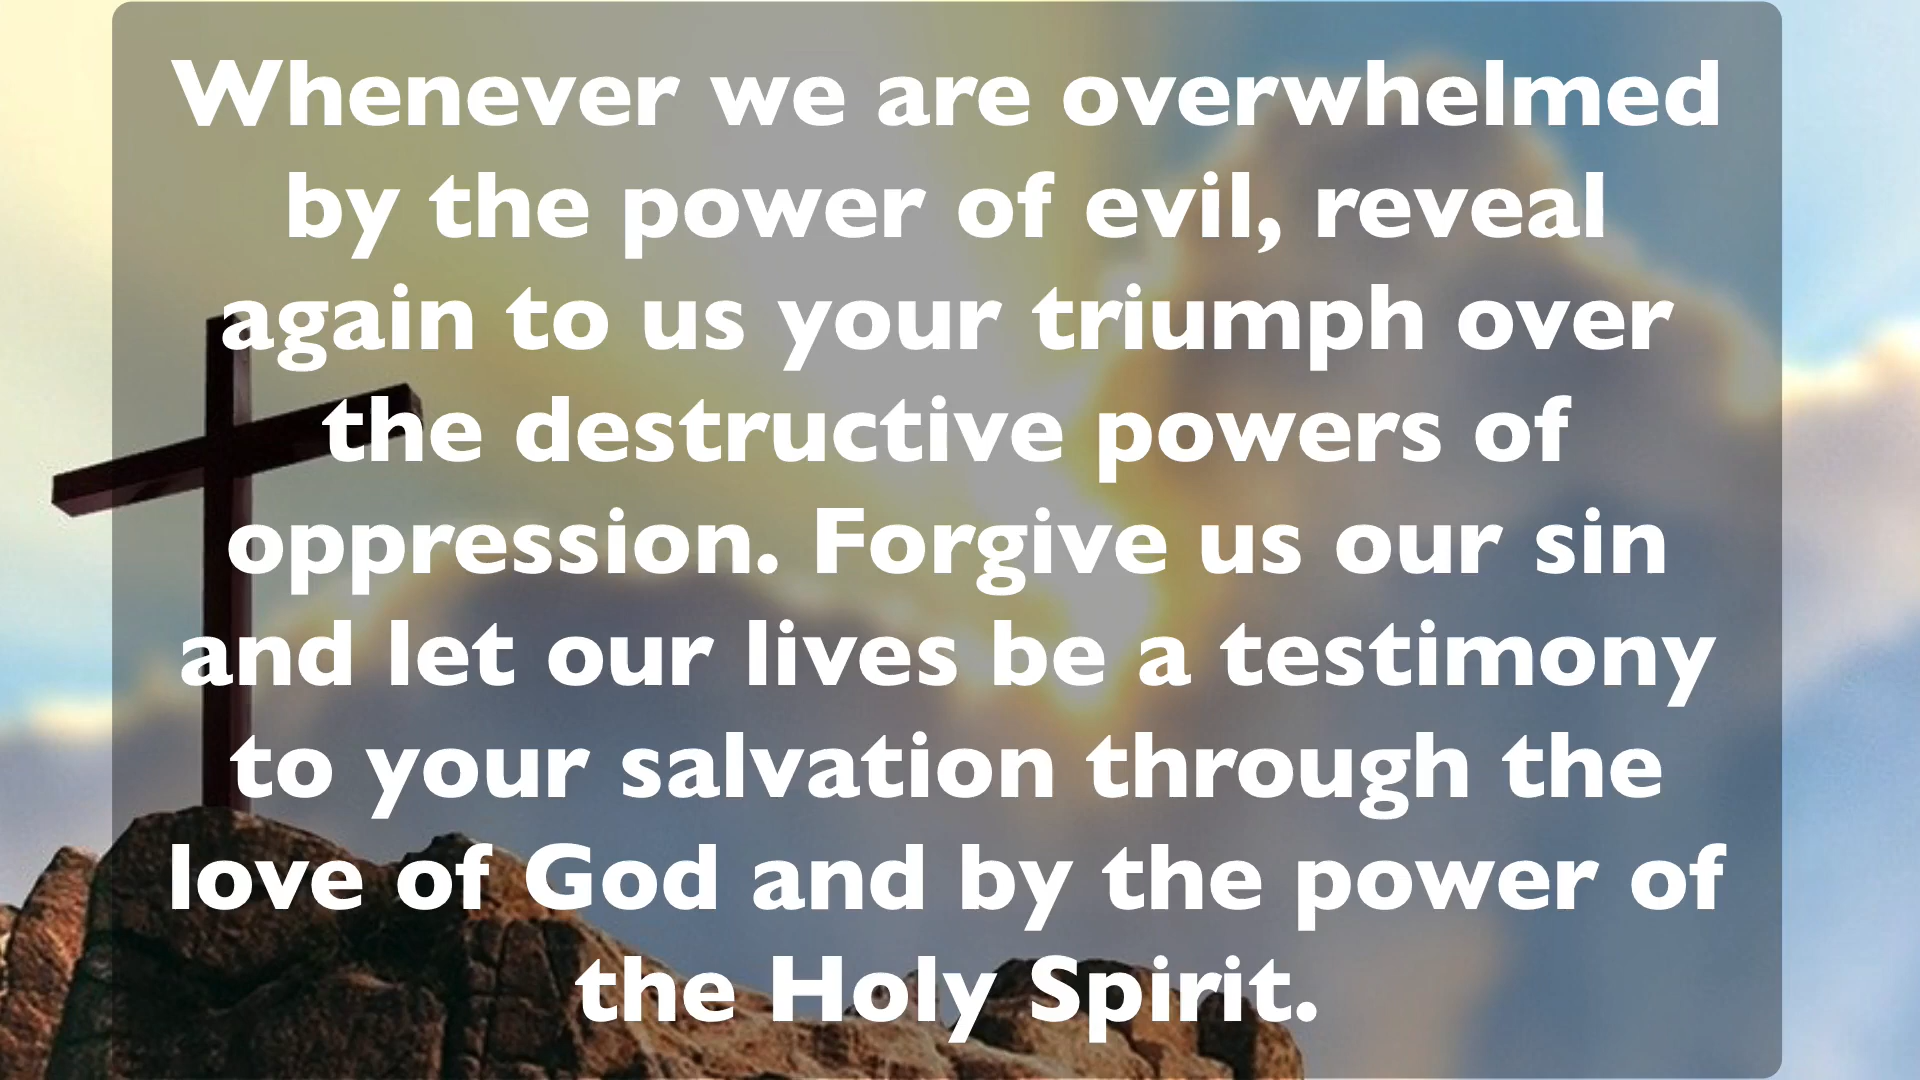 Whenever we are overwhelmed
by the power of evil, reveal
again to us your triumph over
the destructive powers of
oppression. Forgive us our sin
and let our lives be a testimony
to your salvation through the
love of God and by the power of
the Holy Spirit.